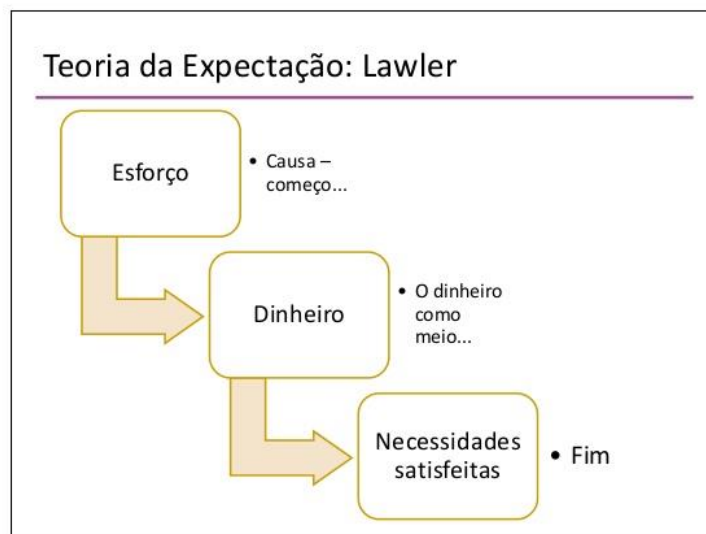 Teoria da Expectação: Lawler
Esforço
• Causa –
começo...
Dinheiro
• O dinheiro
como
meio...
Necessidades
satisfeitas
• Fim